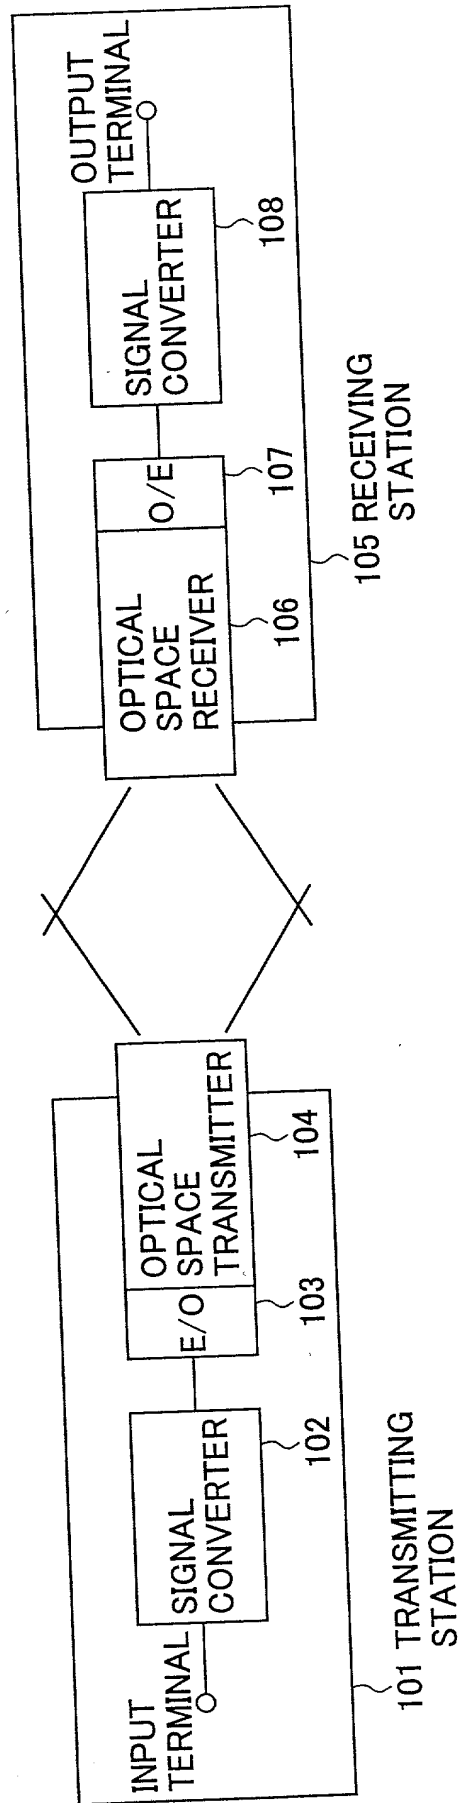 INPUT
TERMINAL
SIGNAL
CONVERTER
102
E/O
103
OPTICAL
SPACE
TRANSMITTER
104
101 TRANSMITTING
STATION
OPTICAL
SPACE
RECEIVER
106
O/E
107
SIGNAL
CONVERTER
108
OUTPUT
TERMINAL
105 RECEIVING
STATION